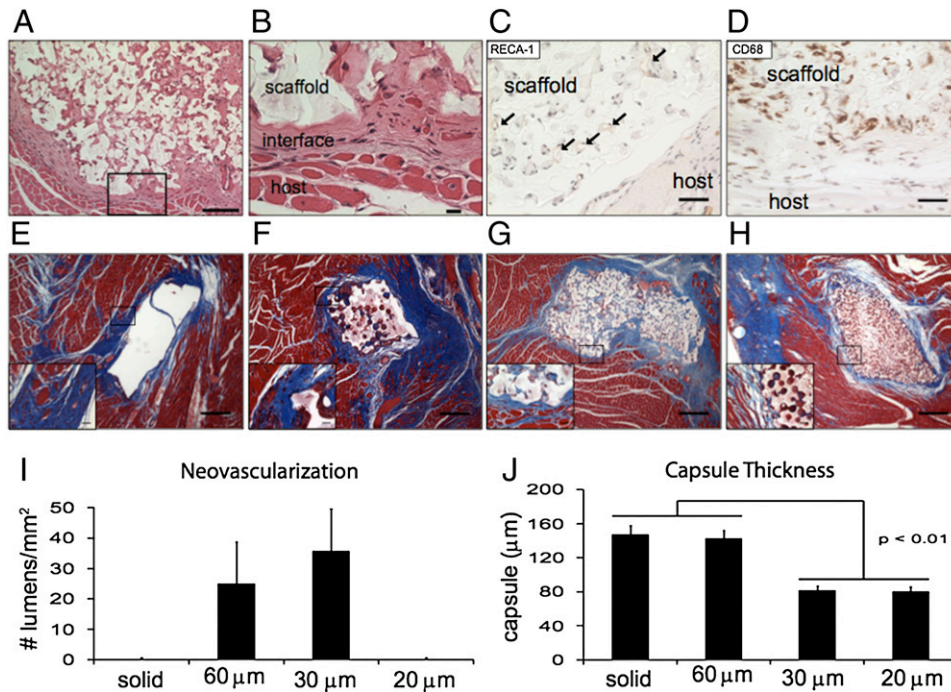 A B C D
scaffold
interface
host
RECA-1
scaffold
host
CD68
scaffold
host
E F G H
I Neovascularization
# lumens/mm²
50
40
30
20
10
0
solid 60 μm 30 μm 20 μm
J Capsule Thickness
capsule (μm)
200
160
120
80
40
0
p < 0.01
solid 60 μm 30 μm 20 μm